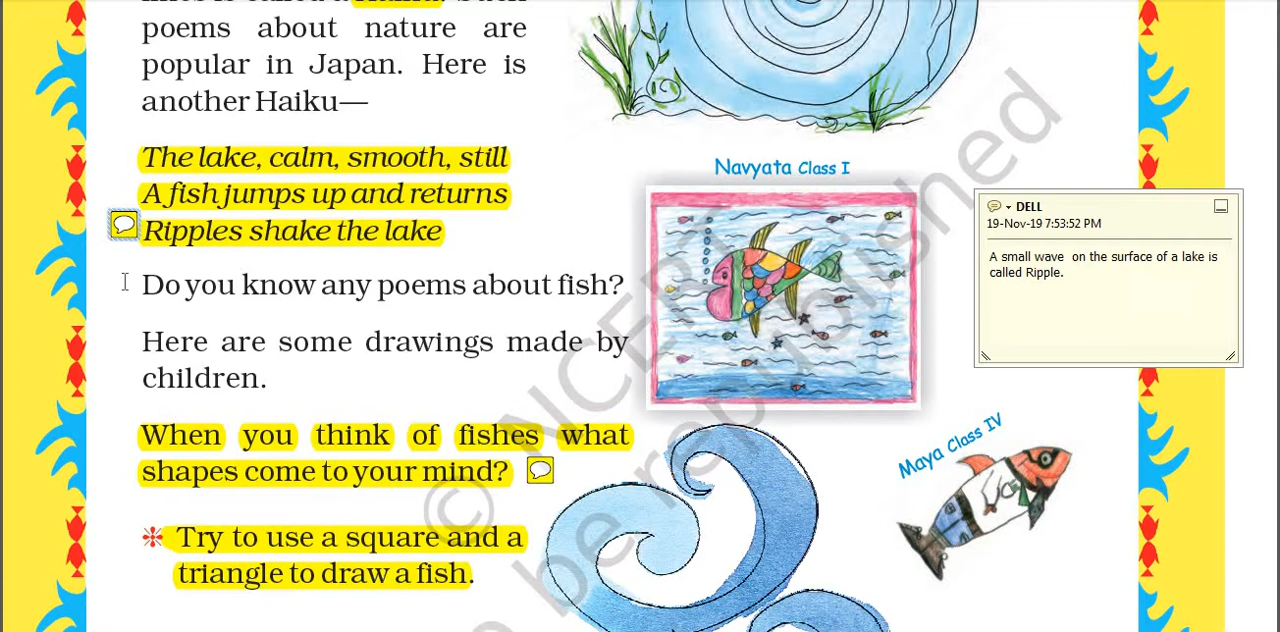 poems about nature are
popular in Japan. Here is
another Haiku—
The lake, calm, smooth, still
A fish jumps up and returns
Ripples shake the lake
Do you know any poems about fish?
Here are some drawings made by
children.
When you think of fishes what
shapes come to your mind?
Try to use a square and a
triangle to draw a fish.
Navyata Class I
DELL
19-Nov-19 7:53:52 PM
A small wave on the surface of a lake is
called Ripple.
Maya Class IV
© NCERT
be republished